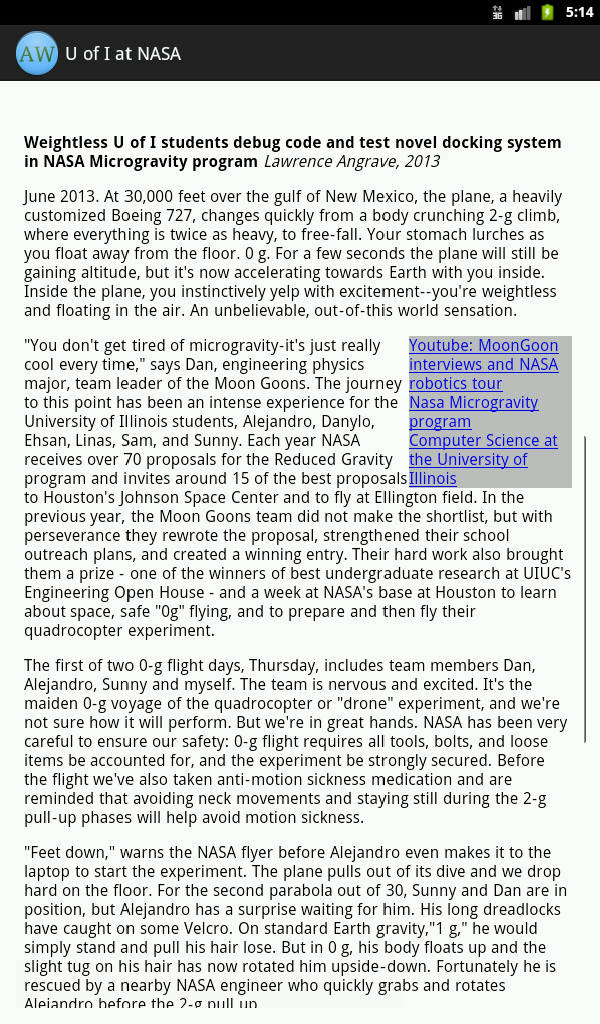 5:14
AW U of I at NASA
Weightless U of I students debug code and test novel docking system
in NASA Microgravity program Lawrence Angrave, 2013
June 2013. At 30,000 feet over the gulf of New Mexico, the plane, a heavily
customized Boeing 727, changes quickly from a body crunching 2-g climb,
where everything is twice as heavy, to free-fall. Your stomach lurches as
you float away from the floor. 0 g. For a few seconds the plane will still be
gaining altitude, but it's now accelerating towards Earth with you inside.
Inside the plane, you instinctively yelp with excitement--you're weightless
and floating in the air. An unbelievable, out-of-this world sensation.
"You don't get tired of microgravity-it's just really
cool every time," says Dan, engineering physics
major, team leader of the Moon Goons. The journey
to this point has been an intense experience for the
University of Illinois students, Alejandro, Danylo,
Ehsan, Linas, Sam, and Sunny. Each year NASA
receives over 70 proposals for the Reduced Gravity
program and invites around 15 of the best proposals
Youtube: MoonGoon
interviews and NASA
robotics tour
Nasa Microgravity
program
Computer Science at
the University of
Illinois
to Houston's Johnson Space Center and to fly at Ellington field. In the
previous year, the Moon Goons team did not make the shortlist, but with
perseverance they rewrote the proposal, strengthened their school
outreach plans, and created a winning entry. Their hard work also brought
them a prize - one of the winners of best undergraduate research at UIUC's
Engineering Open House - and a week at NASA's base at Houston to learn
about space, safe "0g" flying, and to prepare and then fly their
quadrocopter experiment.
The first of two 0-g flight days, Thursday, includes team members Dan,
Alejandro, Sunny and myself. The team is nervous and excited. It's the
maiden 0-g voyage of the quadrocopter or "drone" experiment, and we're
not sure how it will perform. But we're in great hands. NASA has been very
careful to ensure our safety: 0-g flight requires all tools, bolts, and loose
items be accounted for, and the experiment be strongly secured. Before
the flight we've also taken anti-motion sickness medication and are
reminded that avoiding neck movements and staying still during the 2-g
pull-up phases will help avoid motion sickness.
"Feet down," warns the NASA flyer before Alejandro even makes it to the
laptop to start the experiment. The plane pulls out of its dive and we drop
hard on the floor. For the second parabola out of 30, Sunny and Dan are in
position, but Alejandro has a surprise waiting for him. His long dreadlocks
have caught on some Velcro. On standard Earth gravity,"1 g," he would
simply stand and pull his hair lose. But in 0 g, his body floats up and the
slight tug on his hair has now rotated him upside-down. Fortunately he is
rescued by a nearby NASA engineer who quickly grabs and rotates
Alejandro before the 2-g pull up.